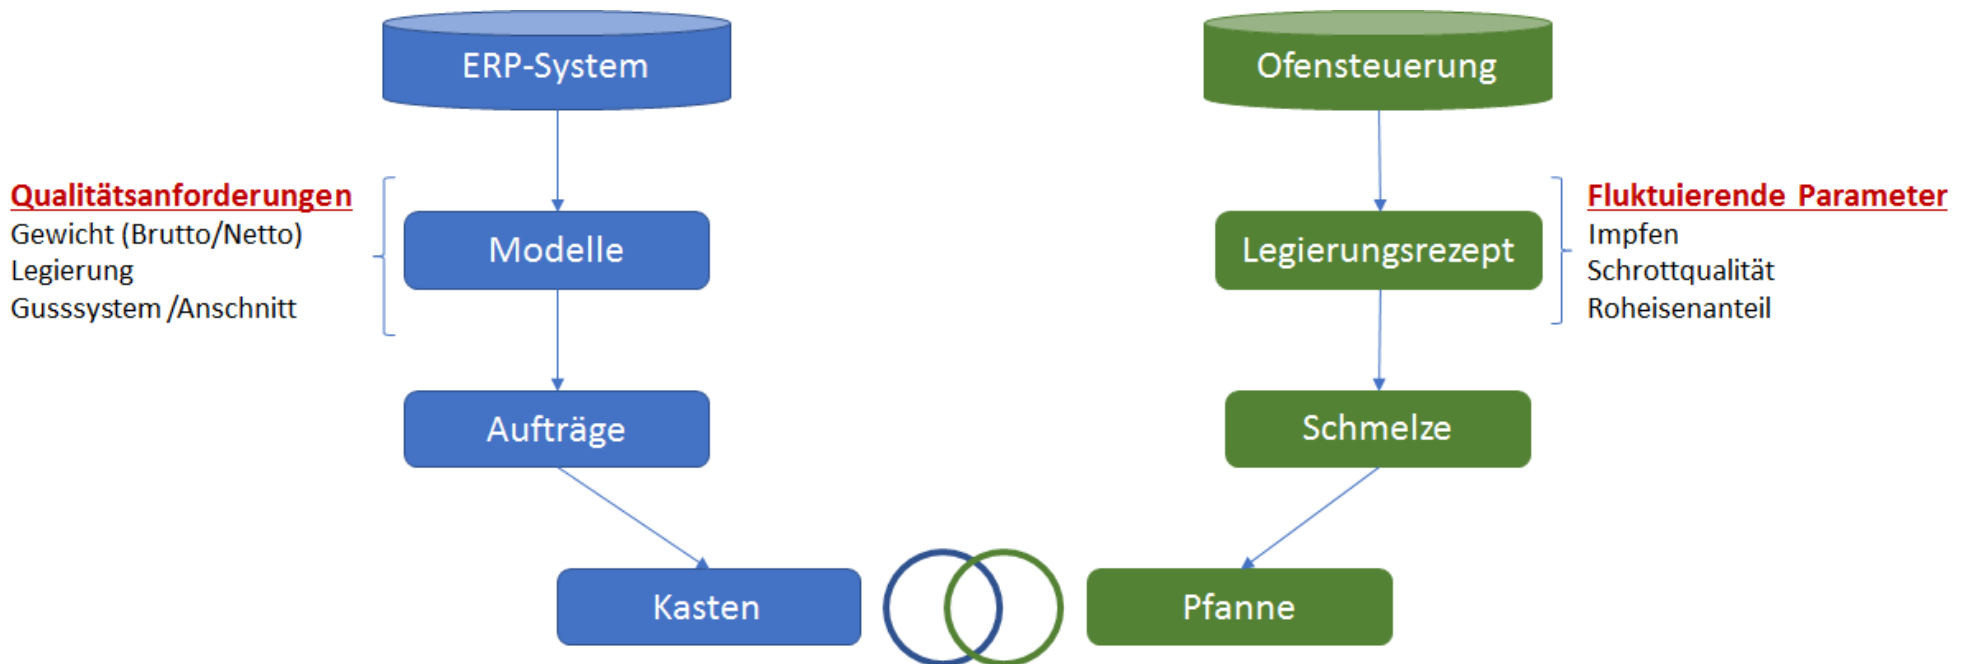 ERP-System
Ofensteuerung
Qualitätsanforderungen
Gewicht (Brutto/Netto)
Legierung
Gusssystem /Anschnitt
Modelle
Legierungsrezept
Fluktuierende Parameter
Impfen
Schrottqualität
Roheisenanteil
Aufträge
Schmelze
Kasten
Pfanne